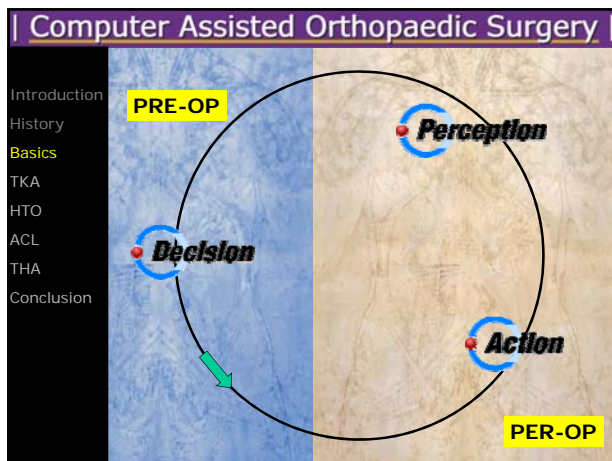 | Computer Assisted Orthopaedic Surgery |
Introduction
History
Basics
TKA
HTO
ACL
THA
Conclusion
PRE-OP
Perception
Decision
Action
PER-OP